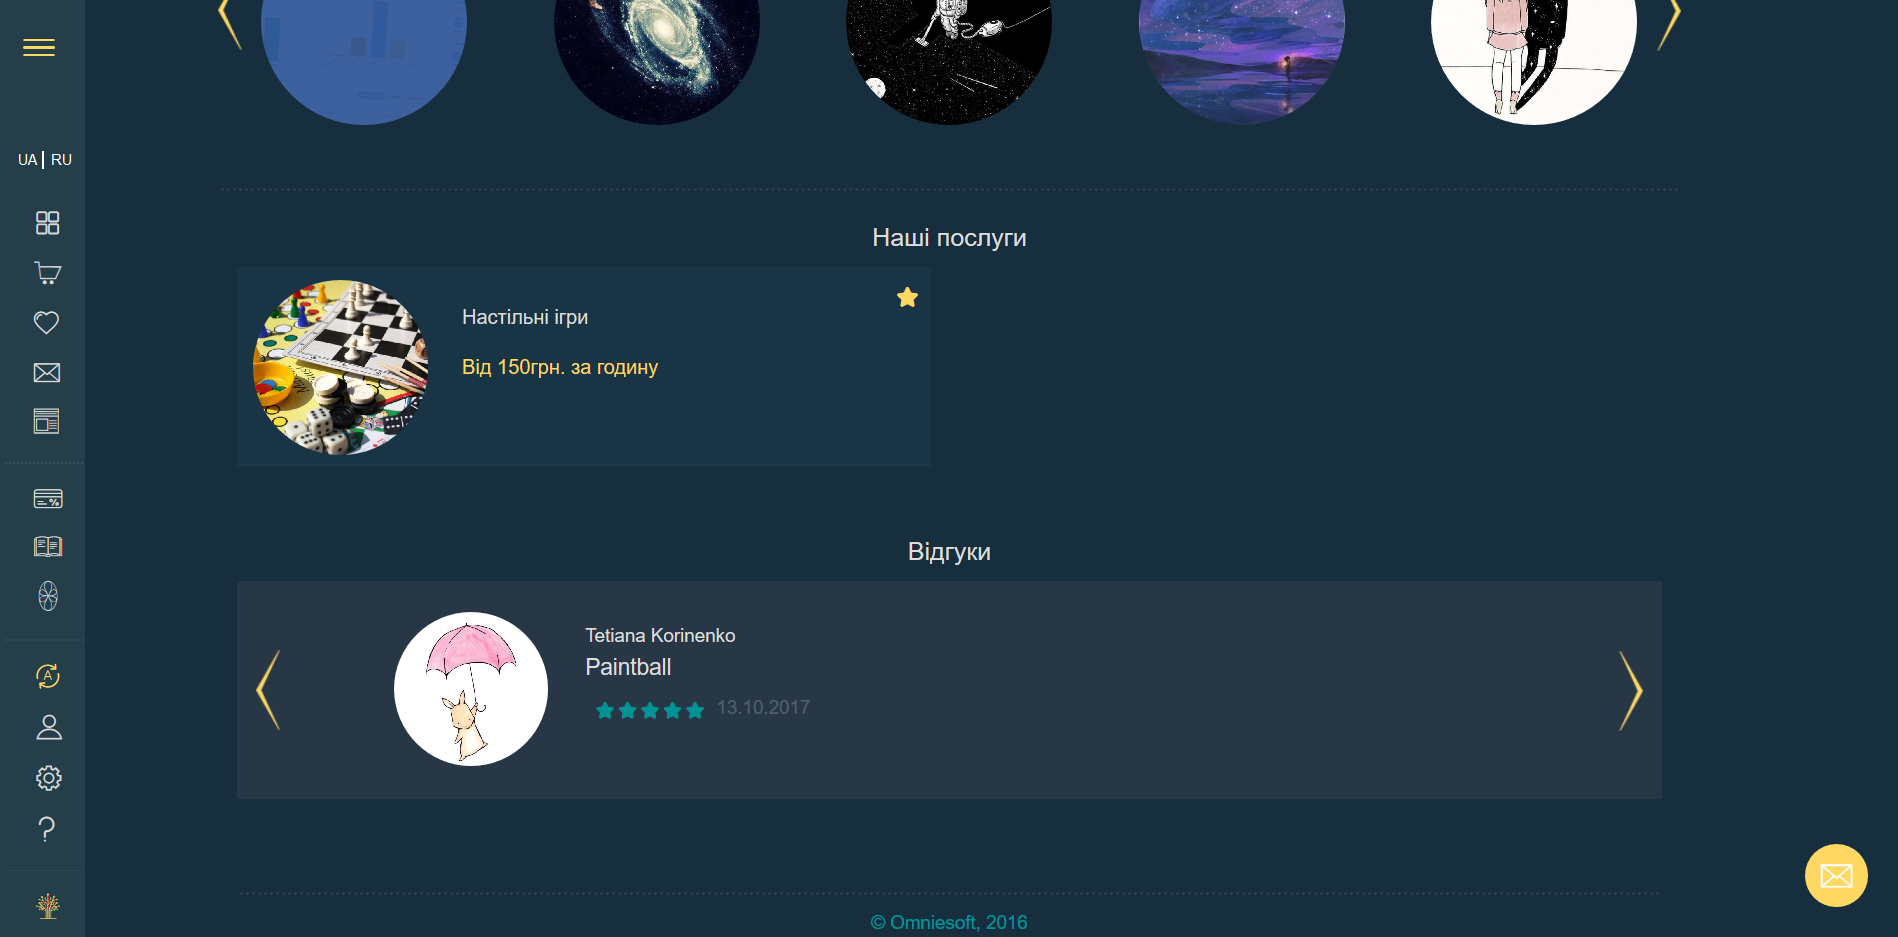 UA | RU
Наші послуги
Настільні ігри
Від 150грн. за годину
Відгуки
Tetiana Korinenko
Paintball
13.10.2017
© Omniesoft, 2016